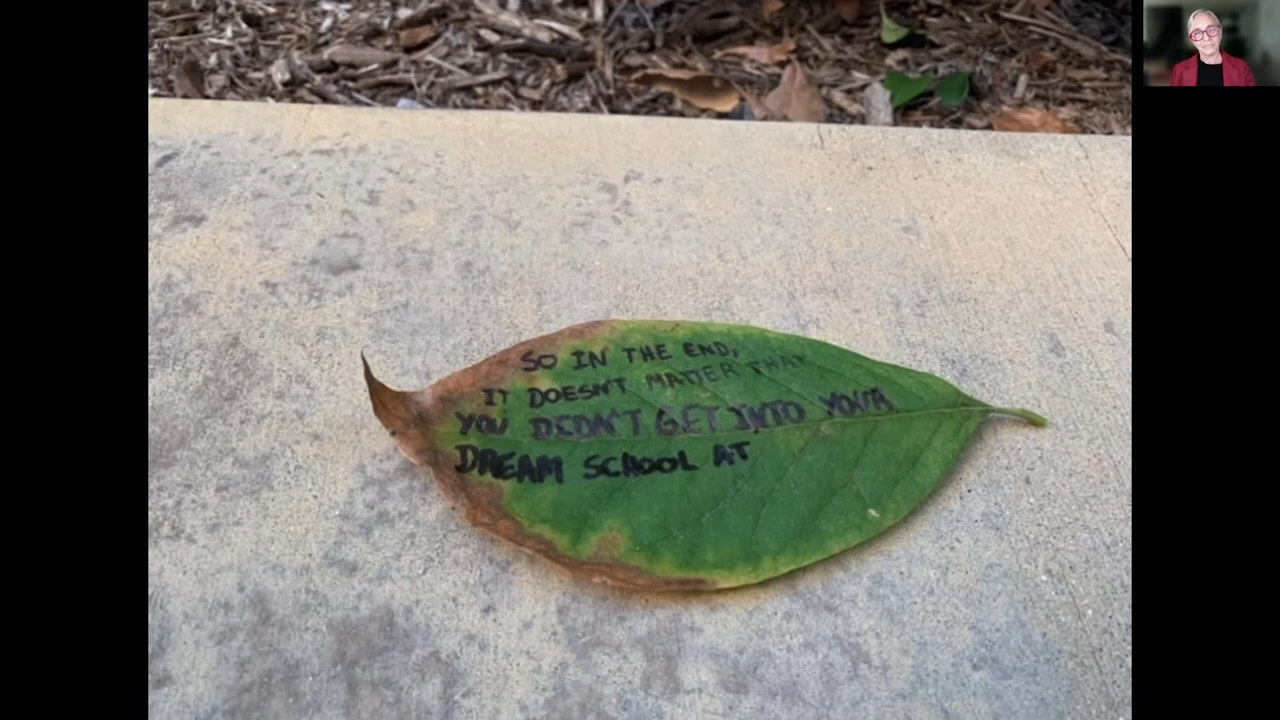 SO IN THE END,
IT DOESN'T MATTER THAT
YOU DIDN'T GET INTO YOUR
DREAM SCHOOL AT